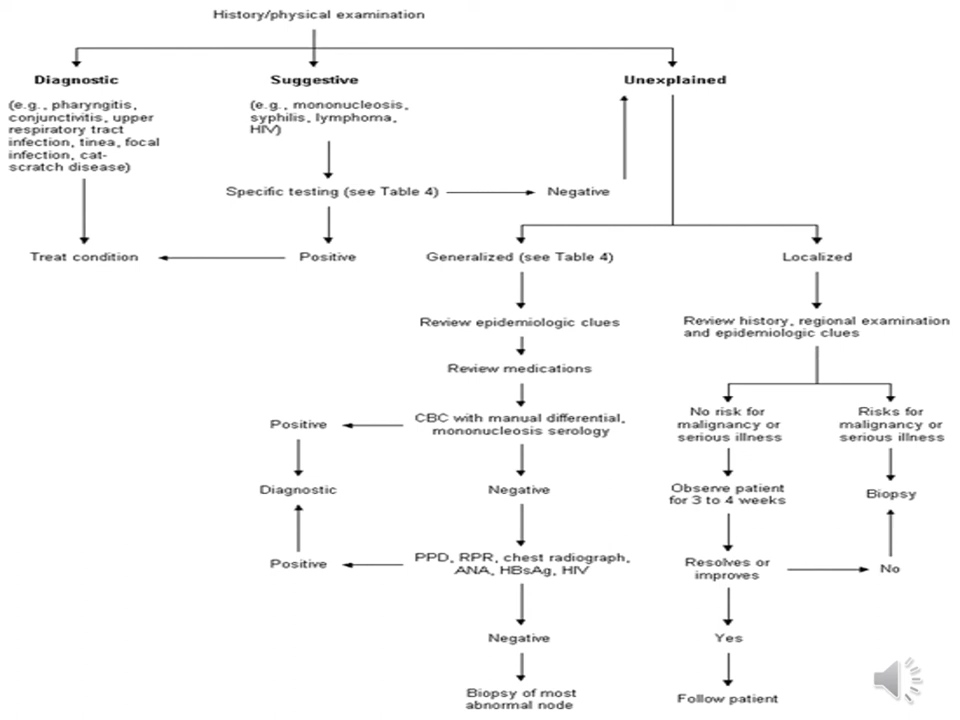 History/physical examination
Diagnostic
(e.g., pharyngitis,
conjunctivitis, upper
respiratory tract
infection, tinea, focal
infection, cat-
scratch disease)
Suggestive
(e.g., mononucleosis,
syphilis, lymphoma,
HIV)
Unexplained
Specific testing (see Table 4)
Negative
Treat condition
Positive
Generalized (see Table 4)
Localized
Review epidemiologic clues
Review history, regional examination
and epidemiologic clues
Review medications
Positive
CBC with manual differential,
mononucleosis serology
No risk for
malignancy or
serious illness
Risks for
malignancy or
serious illness
Diagnostic
Negative
Observe patient
for 3 to 4 weeks
Biopsy
Positive
PPD, RPR, chest radiograph,
ANA, HBsAg, HIV
Resolves or
improves
No
Negative
Yes
Biopsy of most
abnormal node
Follow patient